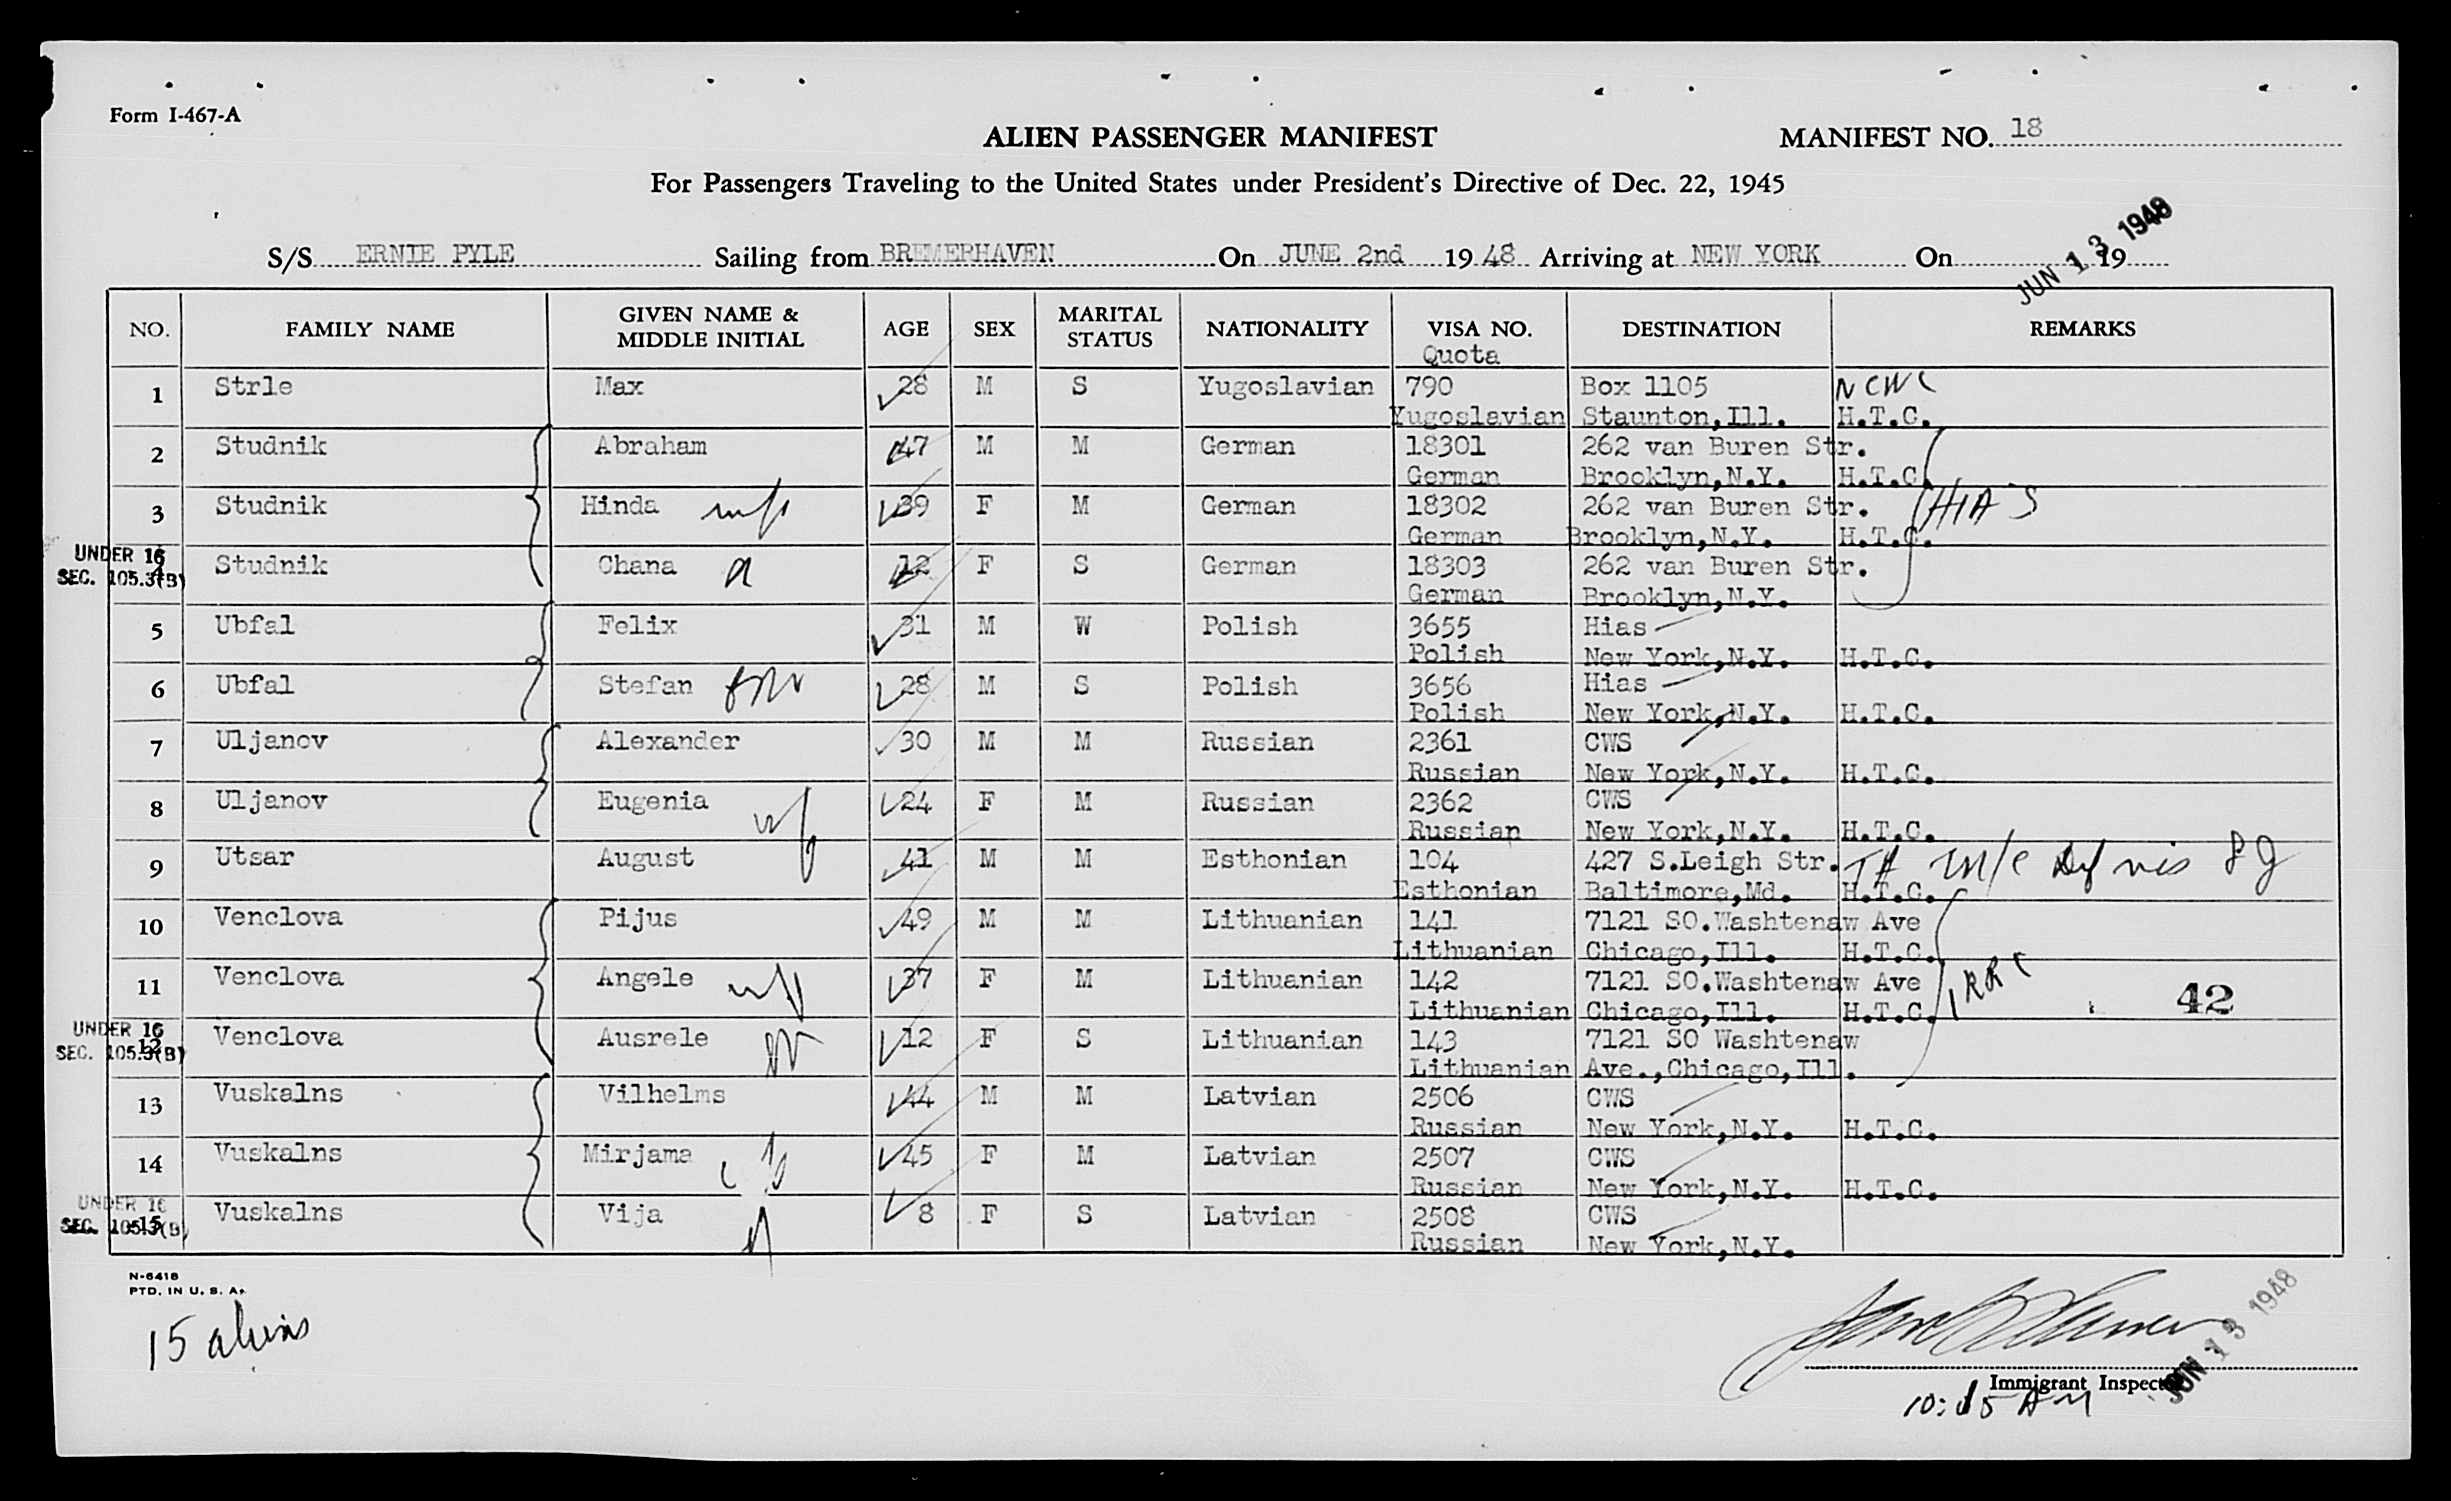 Form I-467-A
ALIEN PASSENGER MANIFEST
MANIFEST NO. 18
For Passengers Traveling to the United States under President's Directive of Dec. 22, 1945
S/S ERNIE PYLE Sailing from BREMERHAVEN On JUNE 2nd 19 48 Arriving at NEW YORK On 19
JUN 13 1948
NO. FAMILY NAME GIVEN NAME & MIDDLE INITIAL AGE SEX MARITAL STATUS NATIONALITY VISA NO. Quota DESTINATION REMARKS
1 Strle Max 28 M S Yugoslavian 790 Box 1105 NCWC
Yugoslavian Staunton,Ill. H.T.C.
2 Studnik Abraham 47 M M German 18301 262 van Buren Str.
German Brooklyn,N.Y. H.T.C.
3 Studnik Hinda 39 F M German 18302 262 van Buren Str. HIAS
German Brooklyn,N.Y. H.T.C.
UNDER 16
SEC. 105.3(B)
4 Studnik Chana 12 F S German 18303 262 van Buren Str.
German Brooklyn,N.Y.
5 Ubfal Felix 31 M W Polish 3655 Hias
Polish New York,N.Y. H.T.C.
6 Ubfal Stefan 28 M S Polish 3656 Hias
Polish New York,N.Y. H.T.C.
7 Uljanov Alexander 30 M M Russian 2361 CWS
Russian New York,N.Y. H.T.C.
8 Uljanov Eugenia 24 F M Russian 2362 CWS
Russian New York,N.Y. H.T.C.
9 Utsar August 41 M M Esthonian 104 427 S.Leigh Str.
Esthonian Baltimore,Md. H.T.C.
10 Venclova Pijus 49 M M Lithuanian 141 7121 SO.Washtenaw Ave
Lithuanian Chicago,Ill. H.T.C.
11 Venclova Angele 37 F M Lithuanian 142 7121 SO.Washtenaw Ave
Lithuanian Chicago,Ill. H.T.C. 42
UNDER 16
SEC. 105.3(B)
12 Venclova Ausrele 12 F S Lithuanian 143 7121 SO Washtenaw
Lithuanian Ave.,Chicago,Ill.
13 Vuskalns Vilhelms 44 M M Latvian 2506 CWS
Russian New York,N.Y. H.T.C.
14 Vuskalns Mirjama 45 F M Latvian 2507 CWS
Russian New York,N.Y. H.T.C.
UNDER 16
SEC. 105.3(B)
15 Vuskalns Vija 8 F S Latvian 2508 CWS
Russian New York,N.Y.
N-6418
PTD. IN U. S. A.
15 aliens
JUN 13 1948
Immigrant Inspector